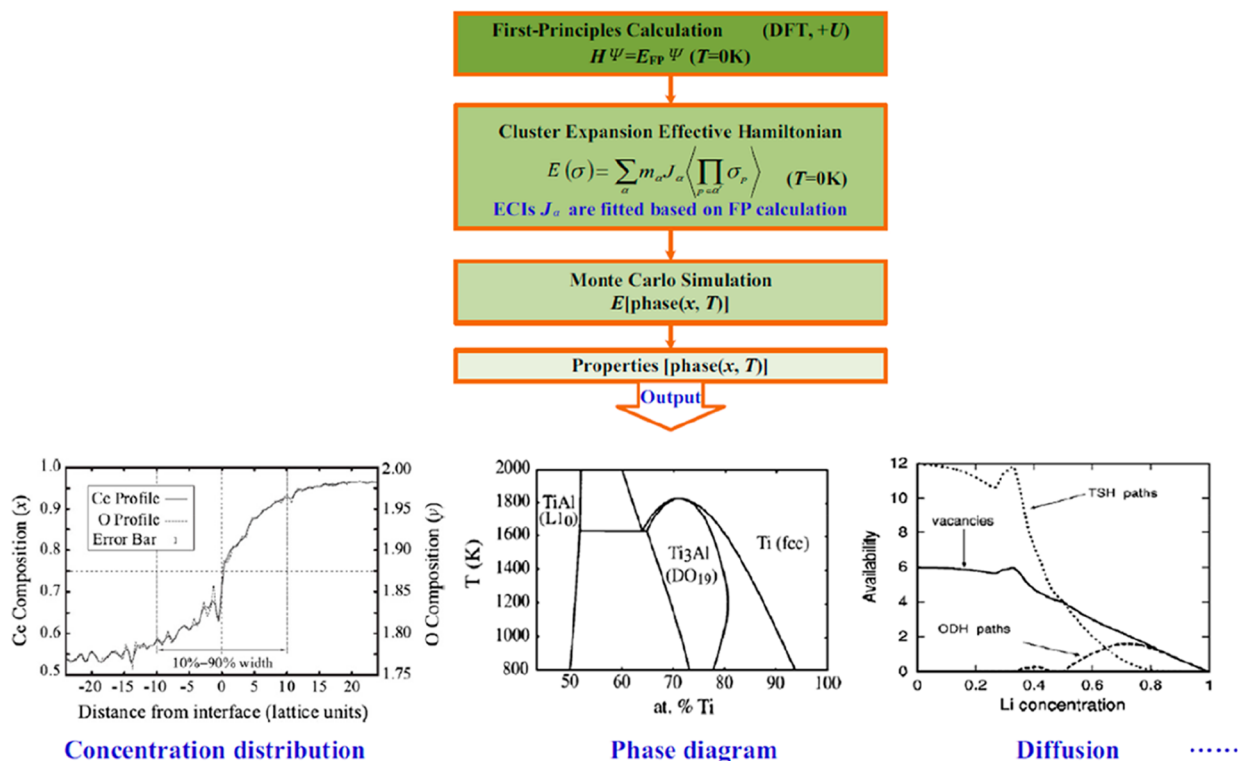 First-Principles Calculation (DFT, +U)
HΨ=E_FP Ψ (T=0K)
Cluster Expansion Effective Hamiltonian
E(σ)=∑_α m_α J_α ⟨∏_{p∈α'} σ_p⟩ (T=0K)
ECIs J_α are fitted based on FP calculation
Monte Carlo Simulation
E[phase(x, T)]
Properties [phase(x, T)]
Output
Ce Composition (x)
1.0
0.9
0.8
0.7
0.6
0.5
Ce Profile
O Profile
Error Bar
10%-90% width
2.00
1.95
1.90
1.85
1.80
1.75
O Composition (y)
-20 -15 -10 -5 0 5 10 15 20
Distance from interface (lattice units)
Concentration distribution
T (K)
2000
1800
1600
1400
1200
1000
800
TiAl
(L1₀)
Ti₃Al
(DO₁₉)
Ti (fcc)
50 60 70 80 90 100
at. % Ti
Phase diagram
Availability
12
10
8
6
4
2
0
TSH paths
vacancies
ODH paths
0 0.2 0.4 0.6 0.8 1
Li concentration
Diffusion
······